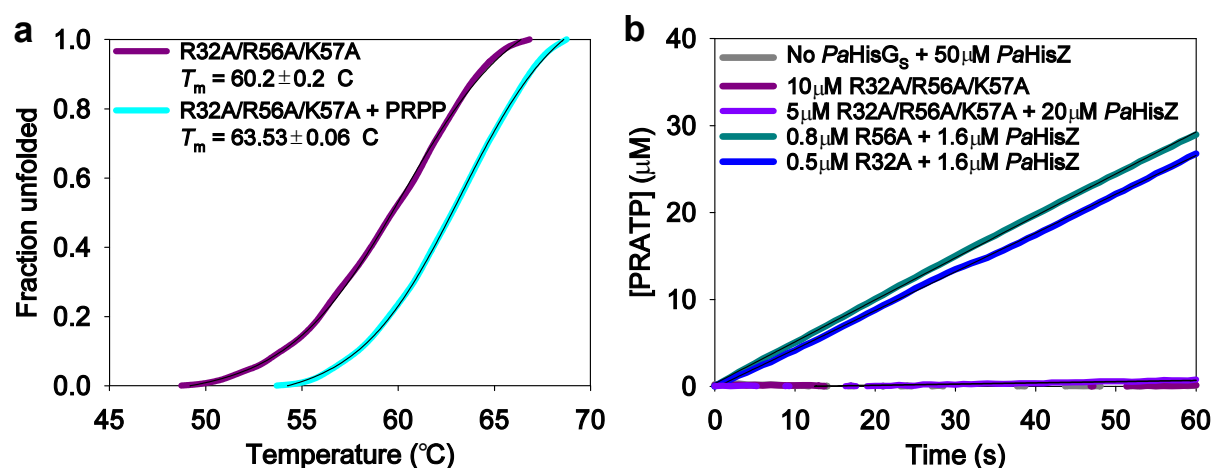 a
1.0
0.8
0.6
0.4
0.2
0.0
Fraction unfolded
R32A/R56A/K57A
Tm = 60.2±0.2 C
R32A/R56A/K57A + PRPP
Tm = 63.53±0.06 C
45 50 55 60 65 70
Temperature (°C)
b
40
30
20
10
0
[PRATP] (μM)
No PaHisGS + 50μM PaHisZ
10μM R32A/R56A/K57A
5μM R32A/R56A/K57A + 20μM PaHisZ
0.8μM R56A + 1.6μM PaHisZ
0.5μM R32A + 1.6μM PaHisZ
0 10 20 30 40 50 60
Time (s)